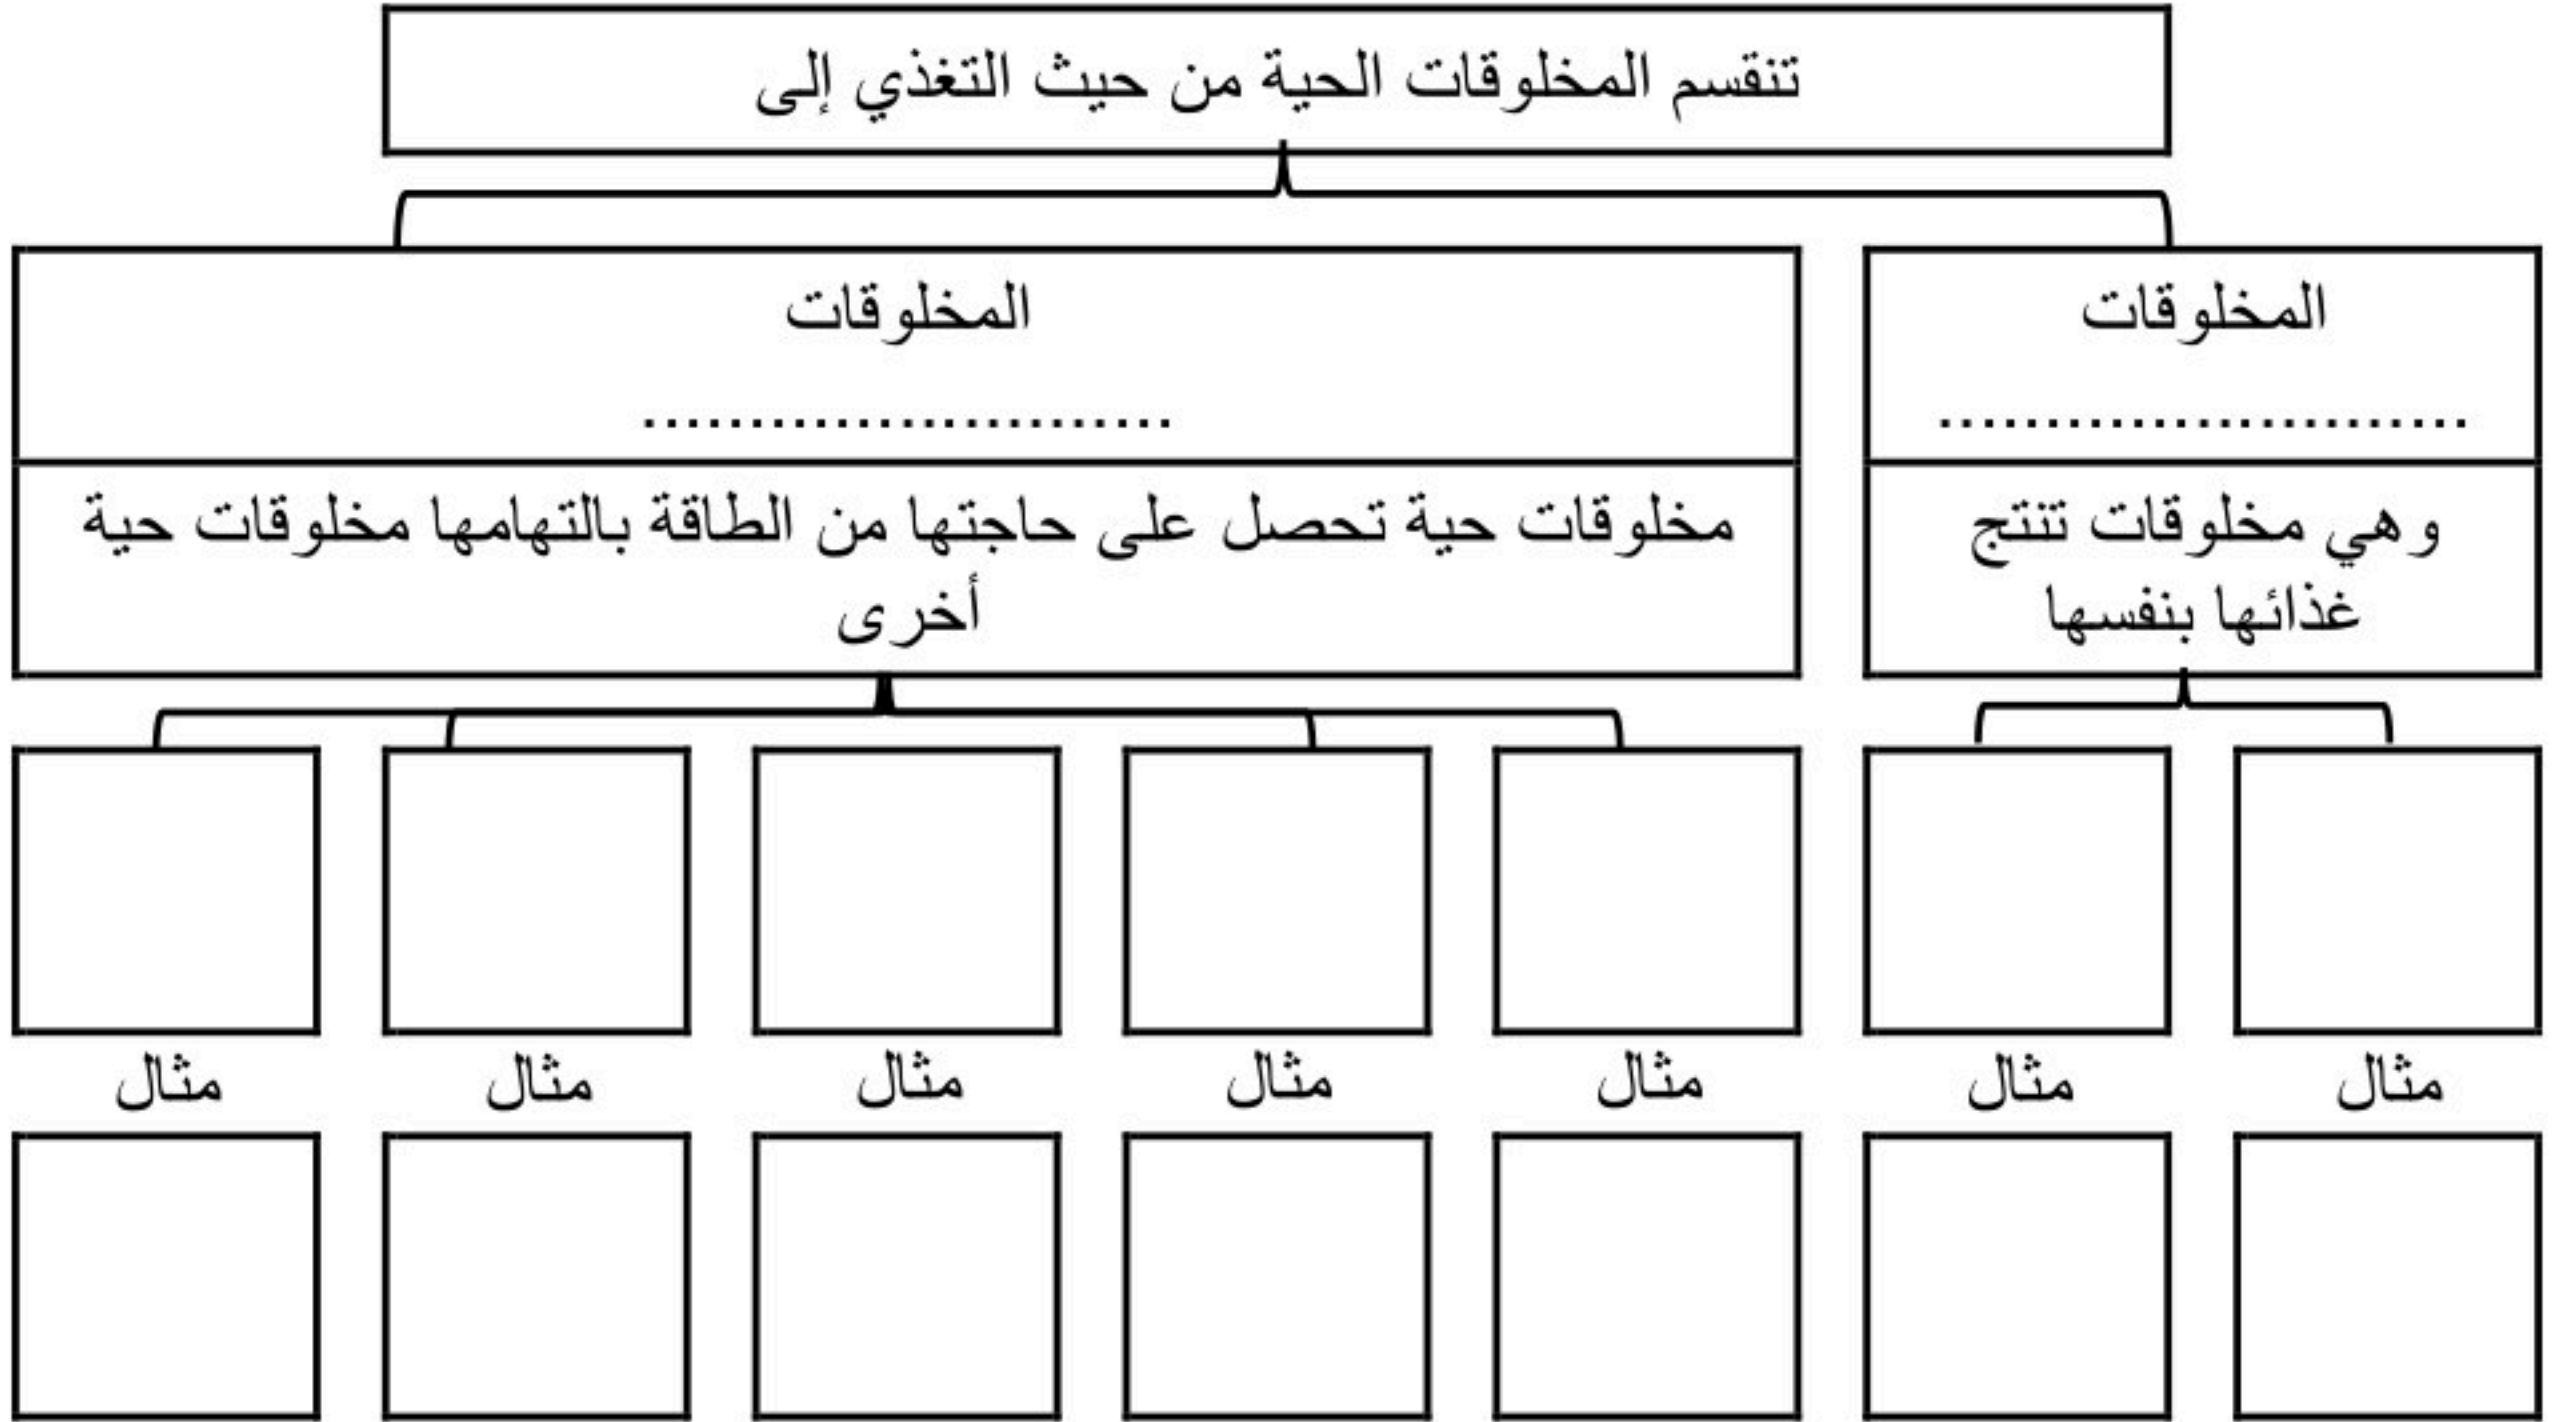 تنقسم المخلوقات الحية من حيث التغذي إلى
المخلوقات
.........................
وهي مخلوقات تنتج
غذائها بنفسها
المخلوقات
.........................
مخلوقات حية تحصل على حاجتها من الطاقة بالتهامها مخلوقات حية
أخرى
مثال
مثال
مثال
مثال
مثال
مثال
مثال